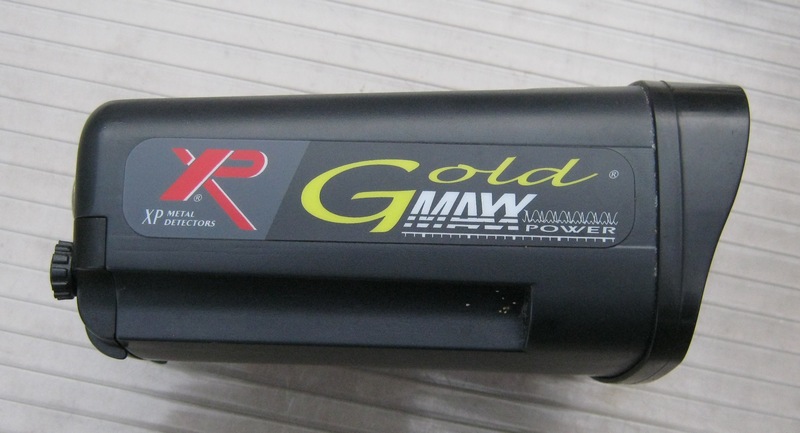 XP ®
XP METAL
DETECTORS
Gold ®
MAXX
POWER